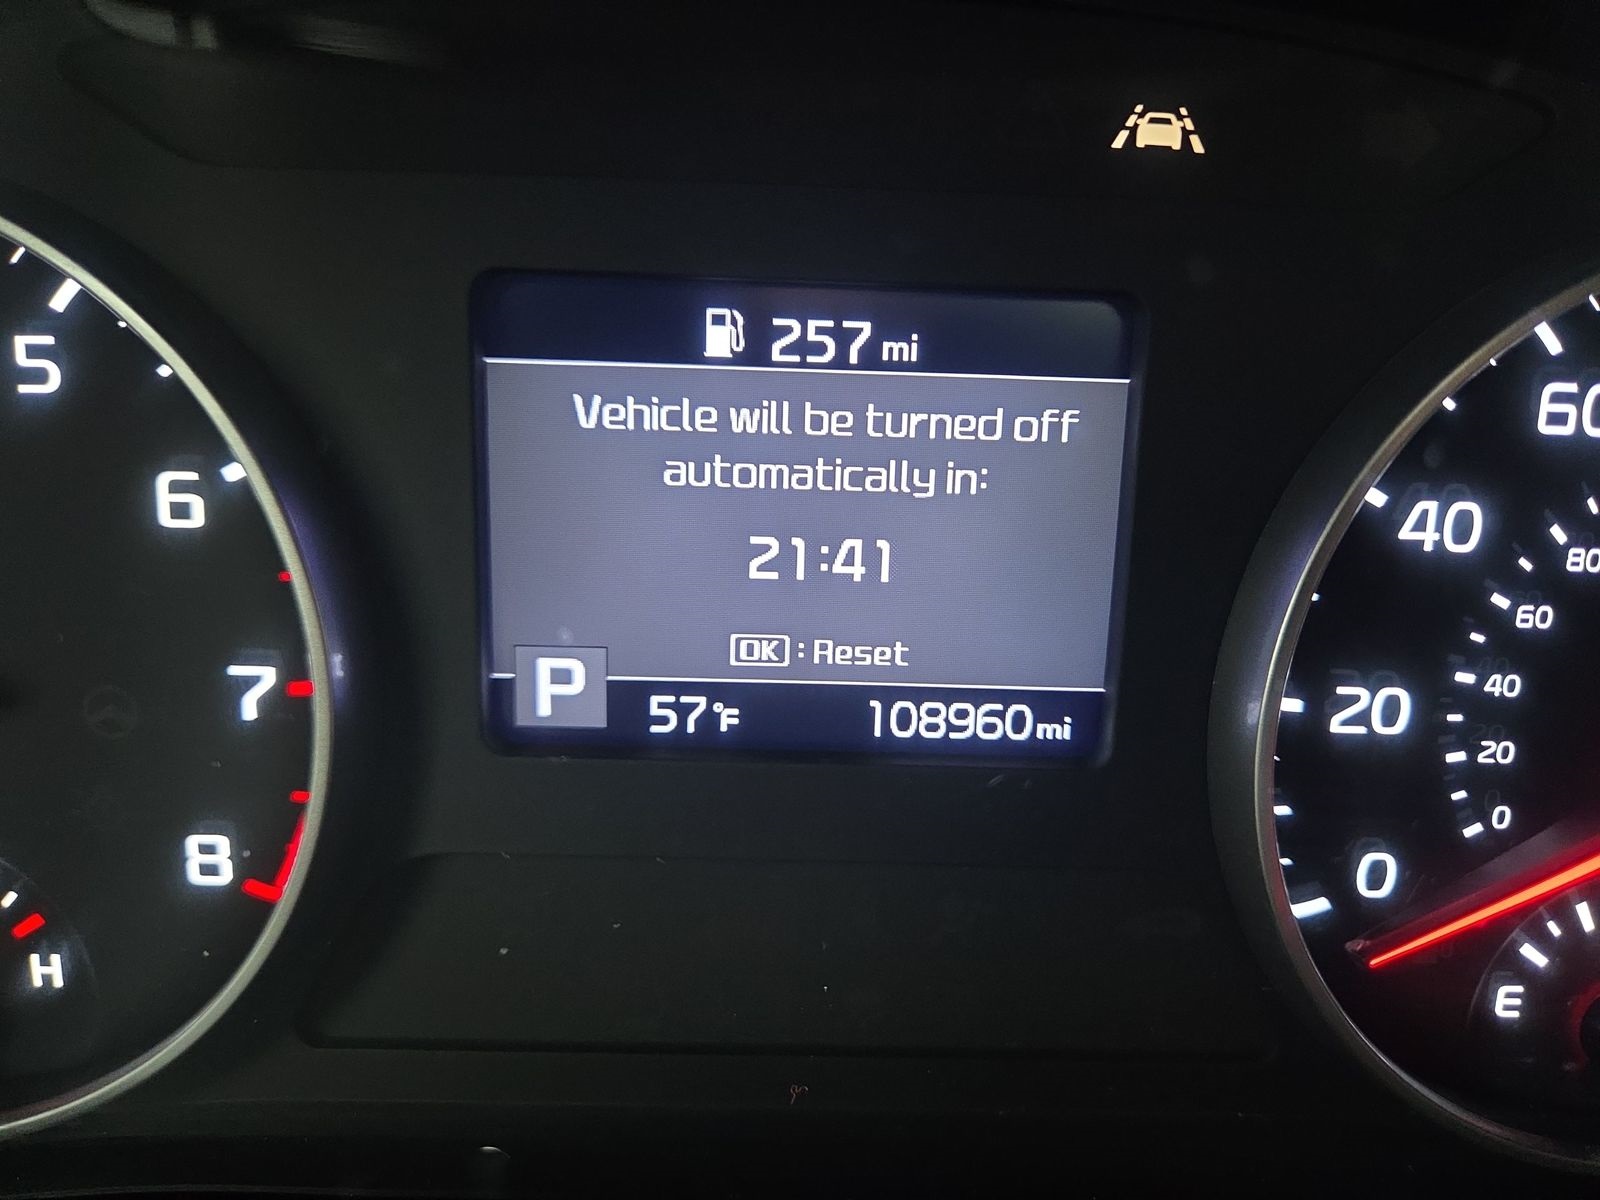 257 mi
Vehicle will be turned off
automatically in:
21:41
OK : Reset
P
57°F
108960 mi
5
6
7
8
H
60
40
20
0
80
60
40
20
0
E